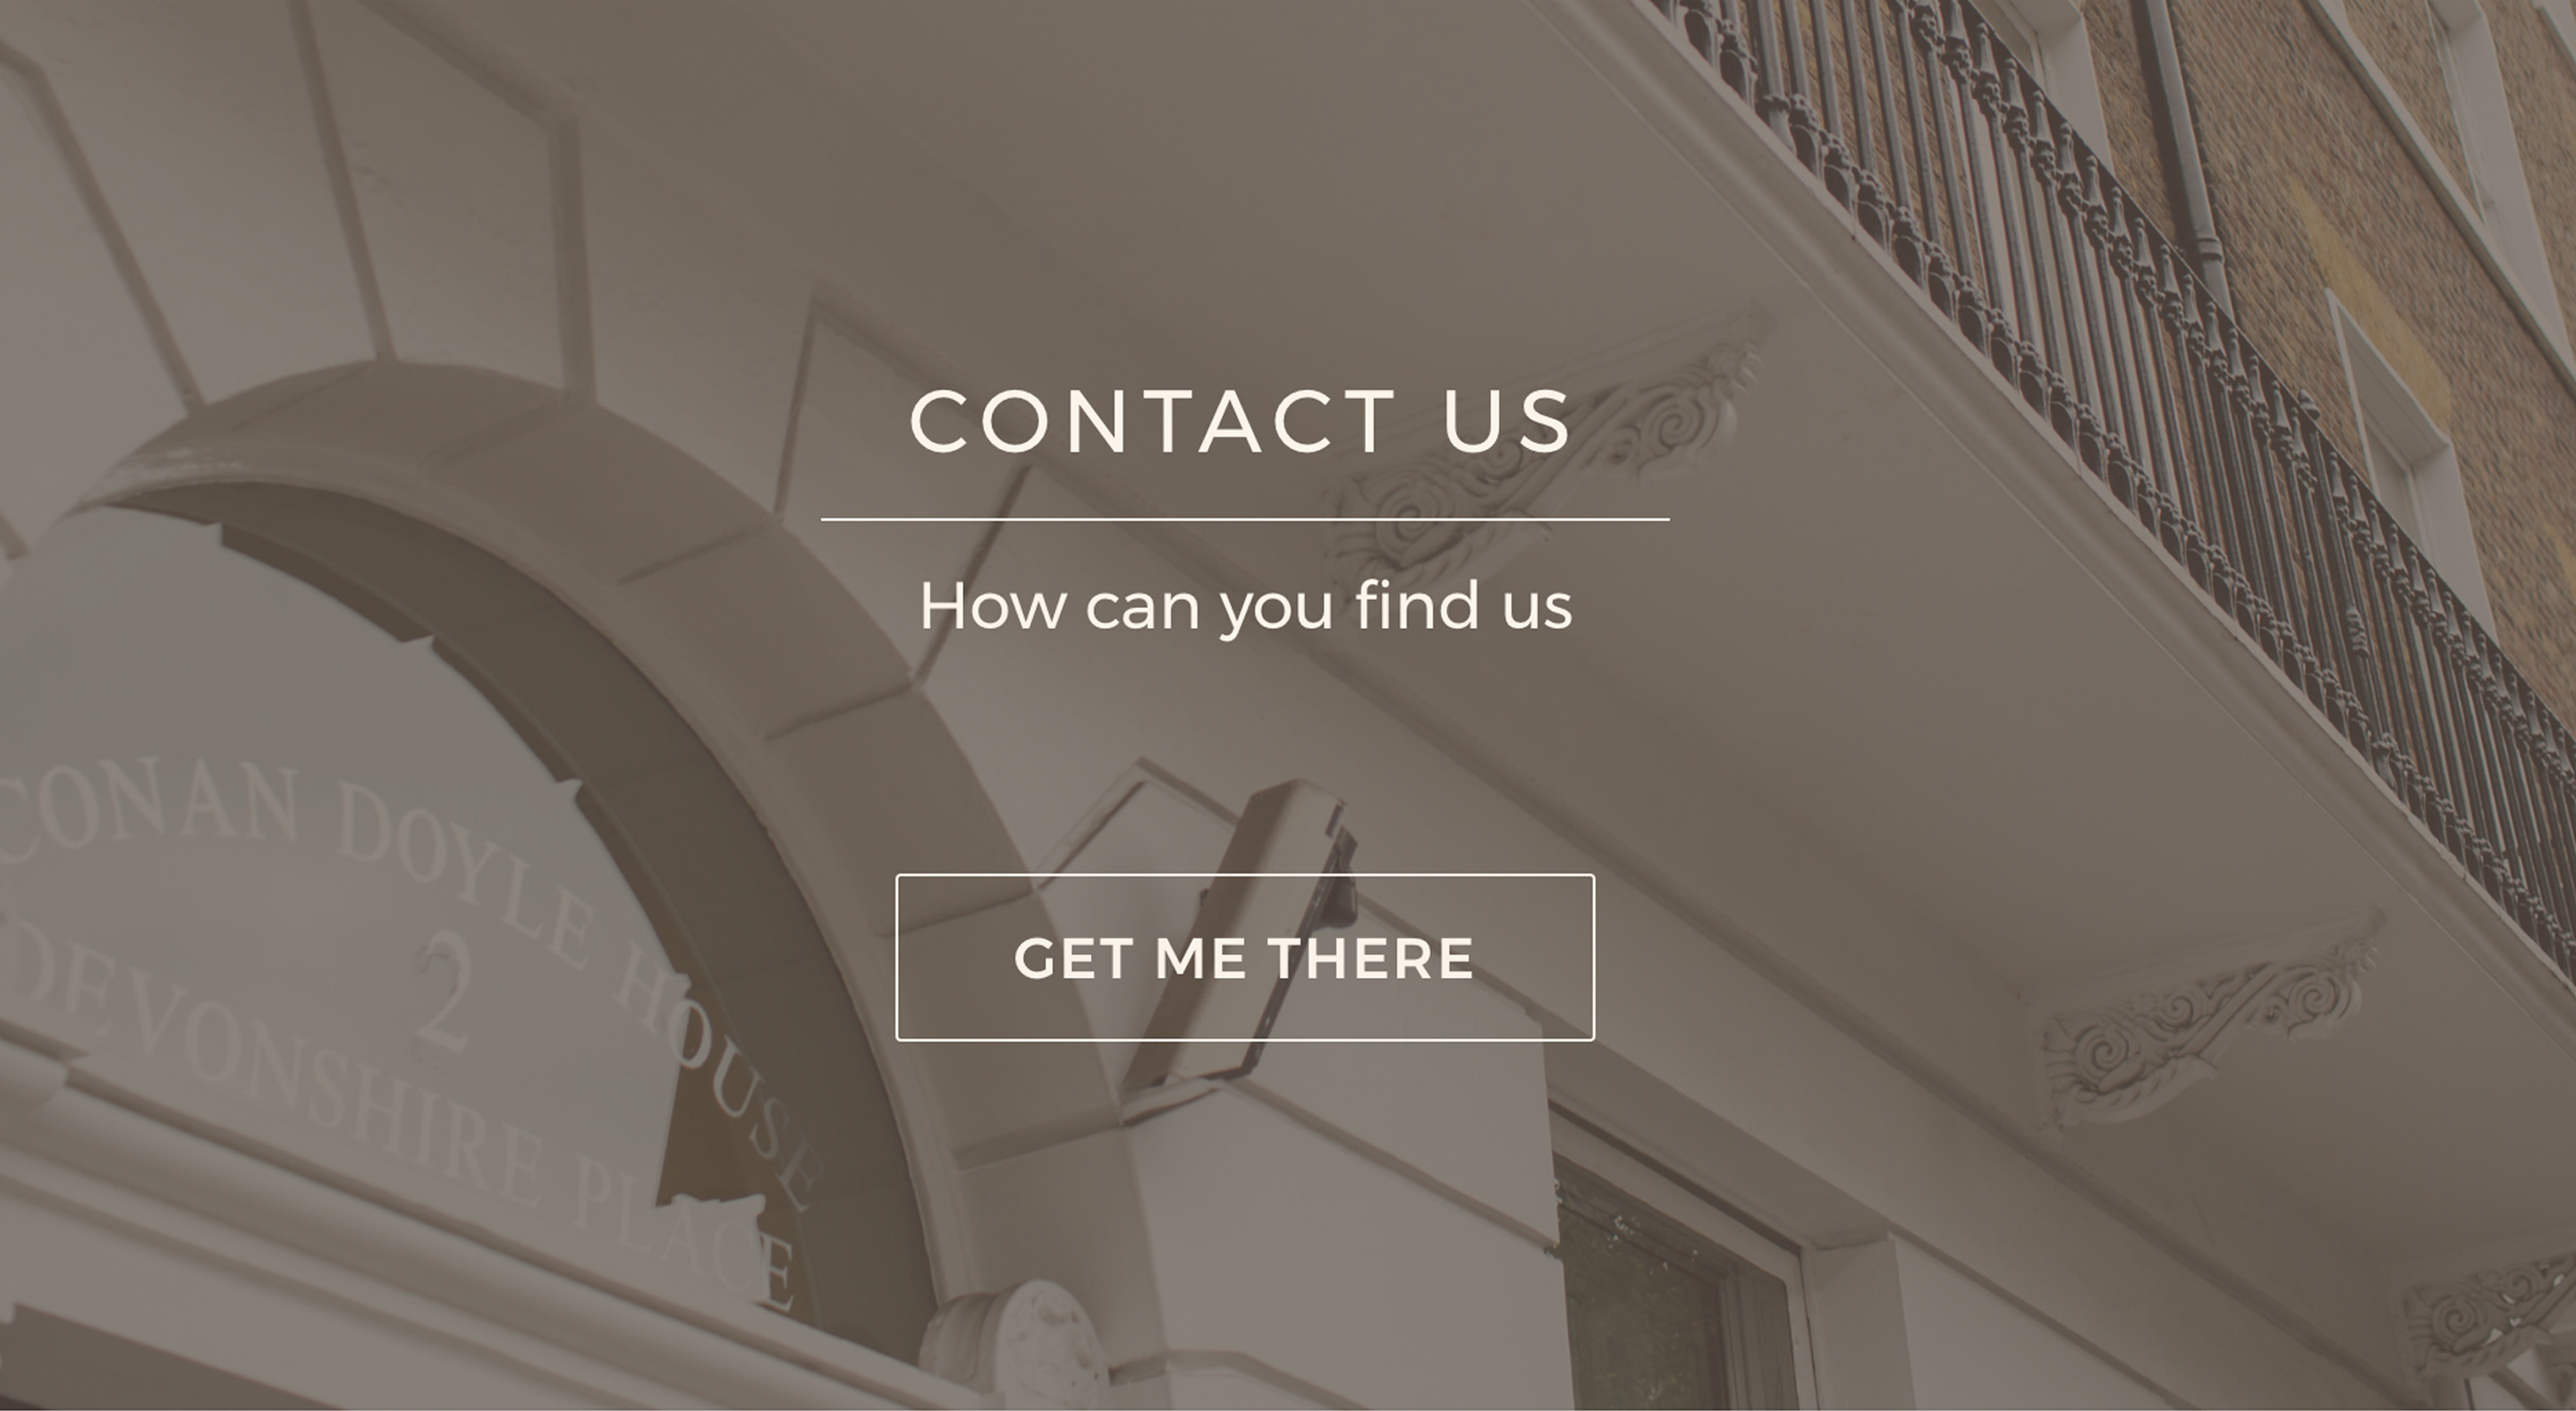 CONTACT US
How can you find us
GET ME THERE
CONAN DOYLE HOUSE
2
DEVONSHIRE PLACE